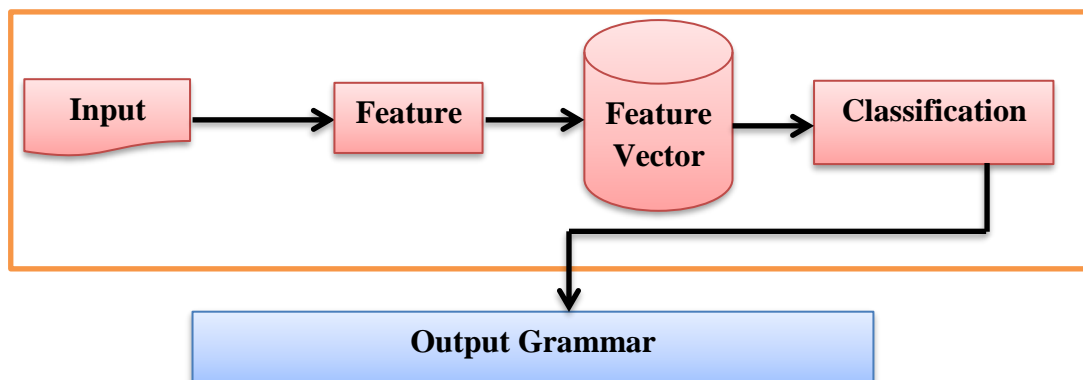 Input
Feature
Feature
Vector
Classification
Output Grammar